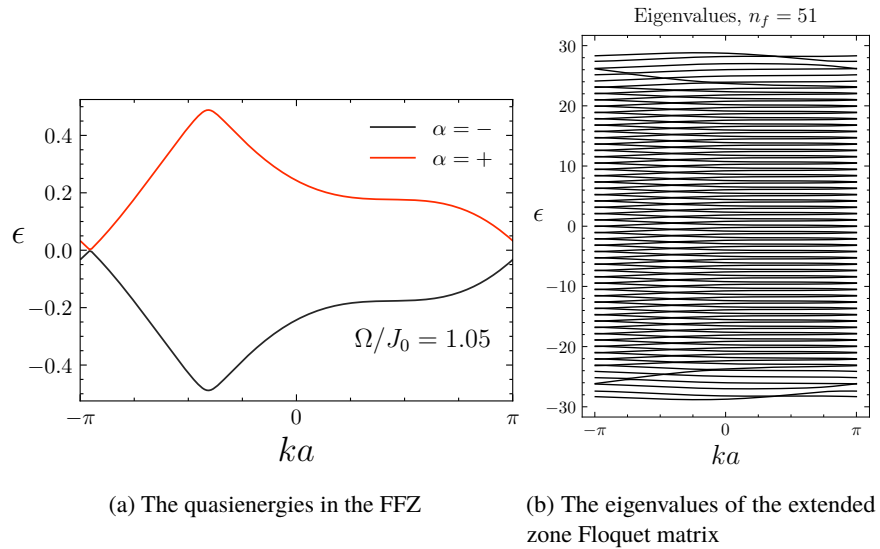 Eigenvalues, $n_f = 51$
0.4
0.2
0.0
−0.2
−0.4
ϵ
α = −
α = +
Ω/J₀ = 1.05
−π
0
π
ka
30
20
10
0
−10
−20
−30
ϵ
−π
0
π
ka
(a) The quasienergies in the FFZ
(b) The eigenvalues of the extended
zone Floquet matrix